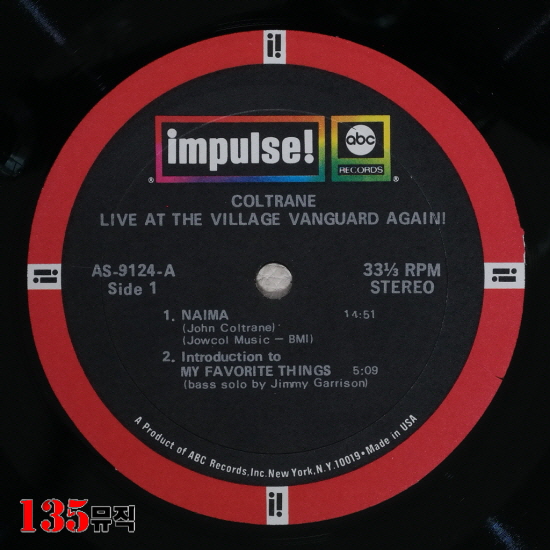 i!
impulse!
abc
RECORDS
®
®
COLTRANE
LIVE AT THE VILLAGE VANGUARD AGAIN!
i!
i!
AS-9124-A
33⅓ RPM
Side 1
STEREO
1. NAIMA 14:51
(John Coltrane)
(Jowcol Music – BMI)
2. Introduction to
MY FAVORITE THINGS 5:09
(bass solo by Jimmy Garrison)
A Product of ABC Records, Inc. New York, N.Y. 10019 • Made in USA
i!
135뮤직